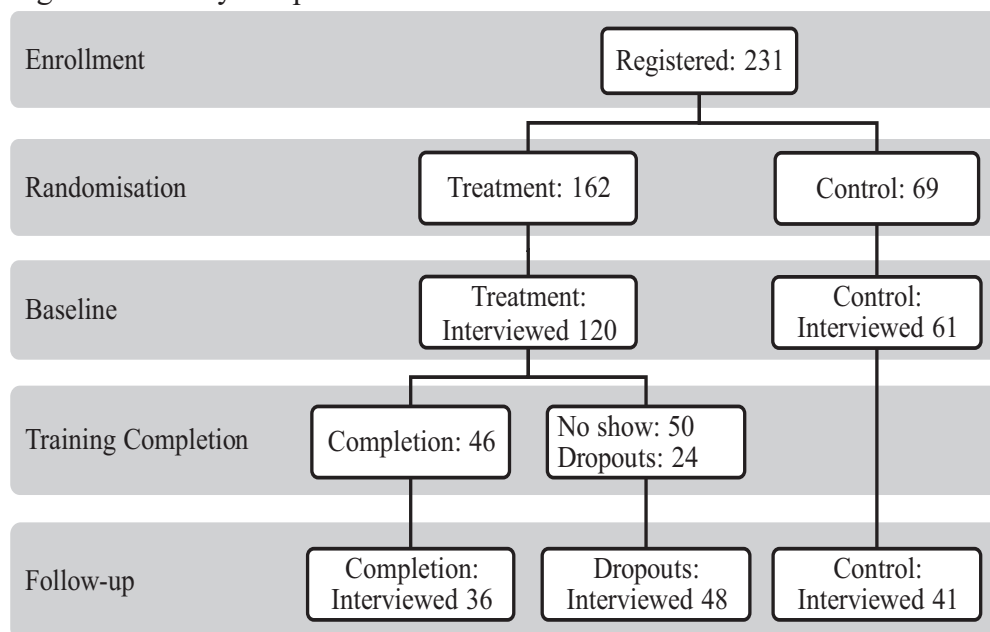 Enrollment
Registered: 231
Randomisation
Treatment: 162
Control: 69
Baseline
Treatment:
Interviewed 120
Control:
Interviewed 61
Training Completion
Completion: 46
No show: 50
Dropouts: 24
Follow-up
Completion:
Interviewed 36
Dropouts:
Interviewed 48
Control:
Interviewed 41